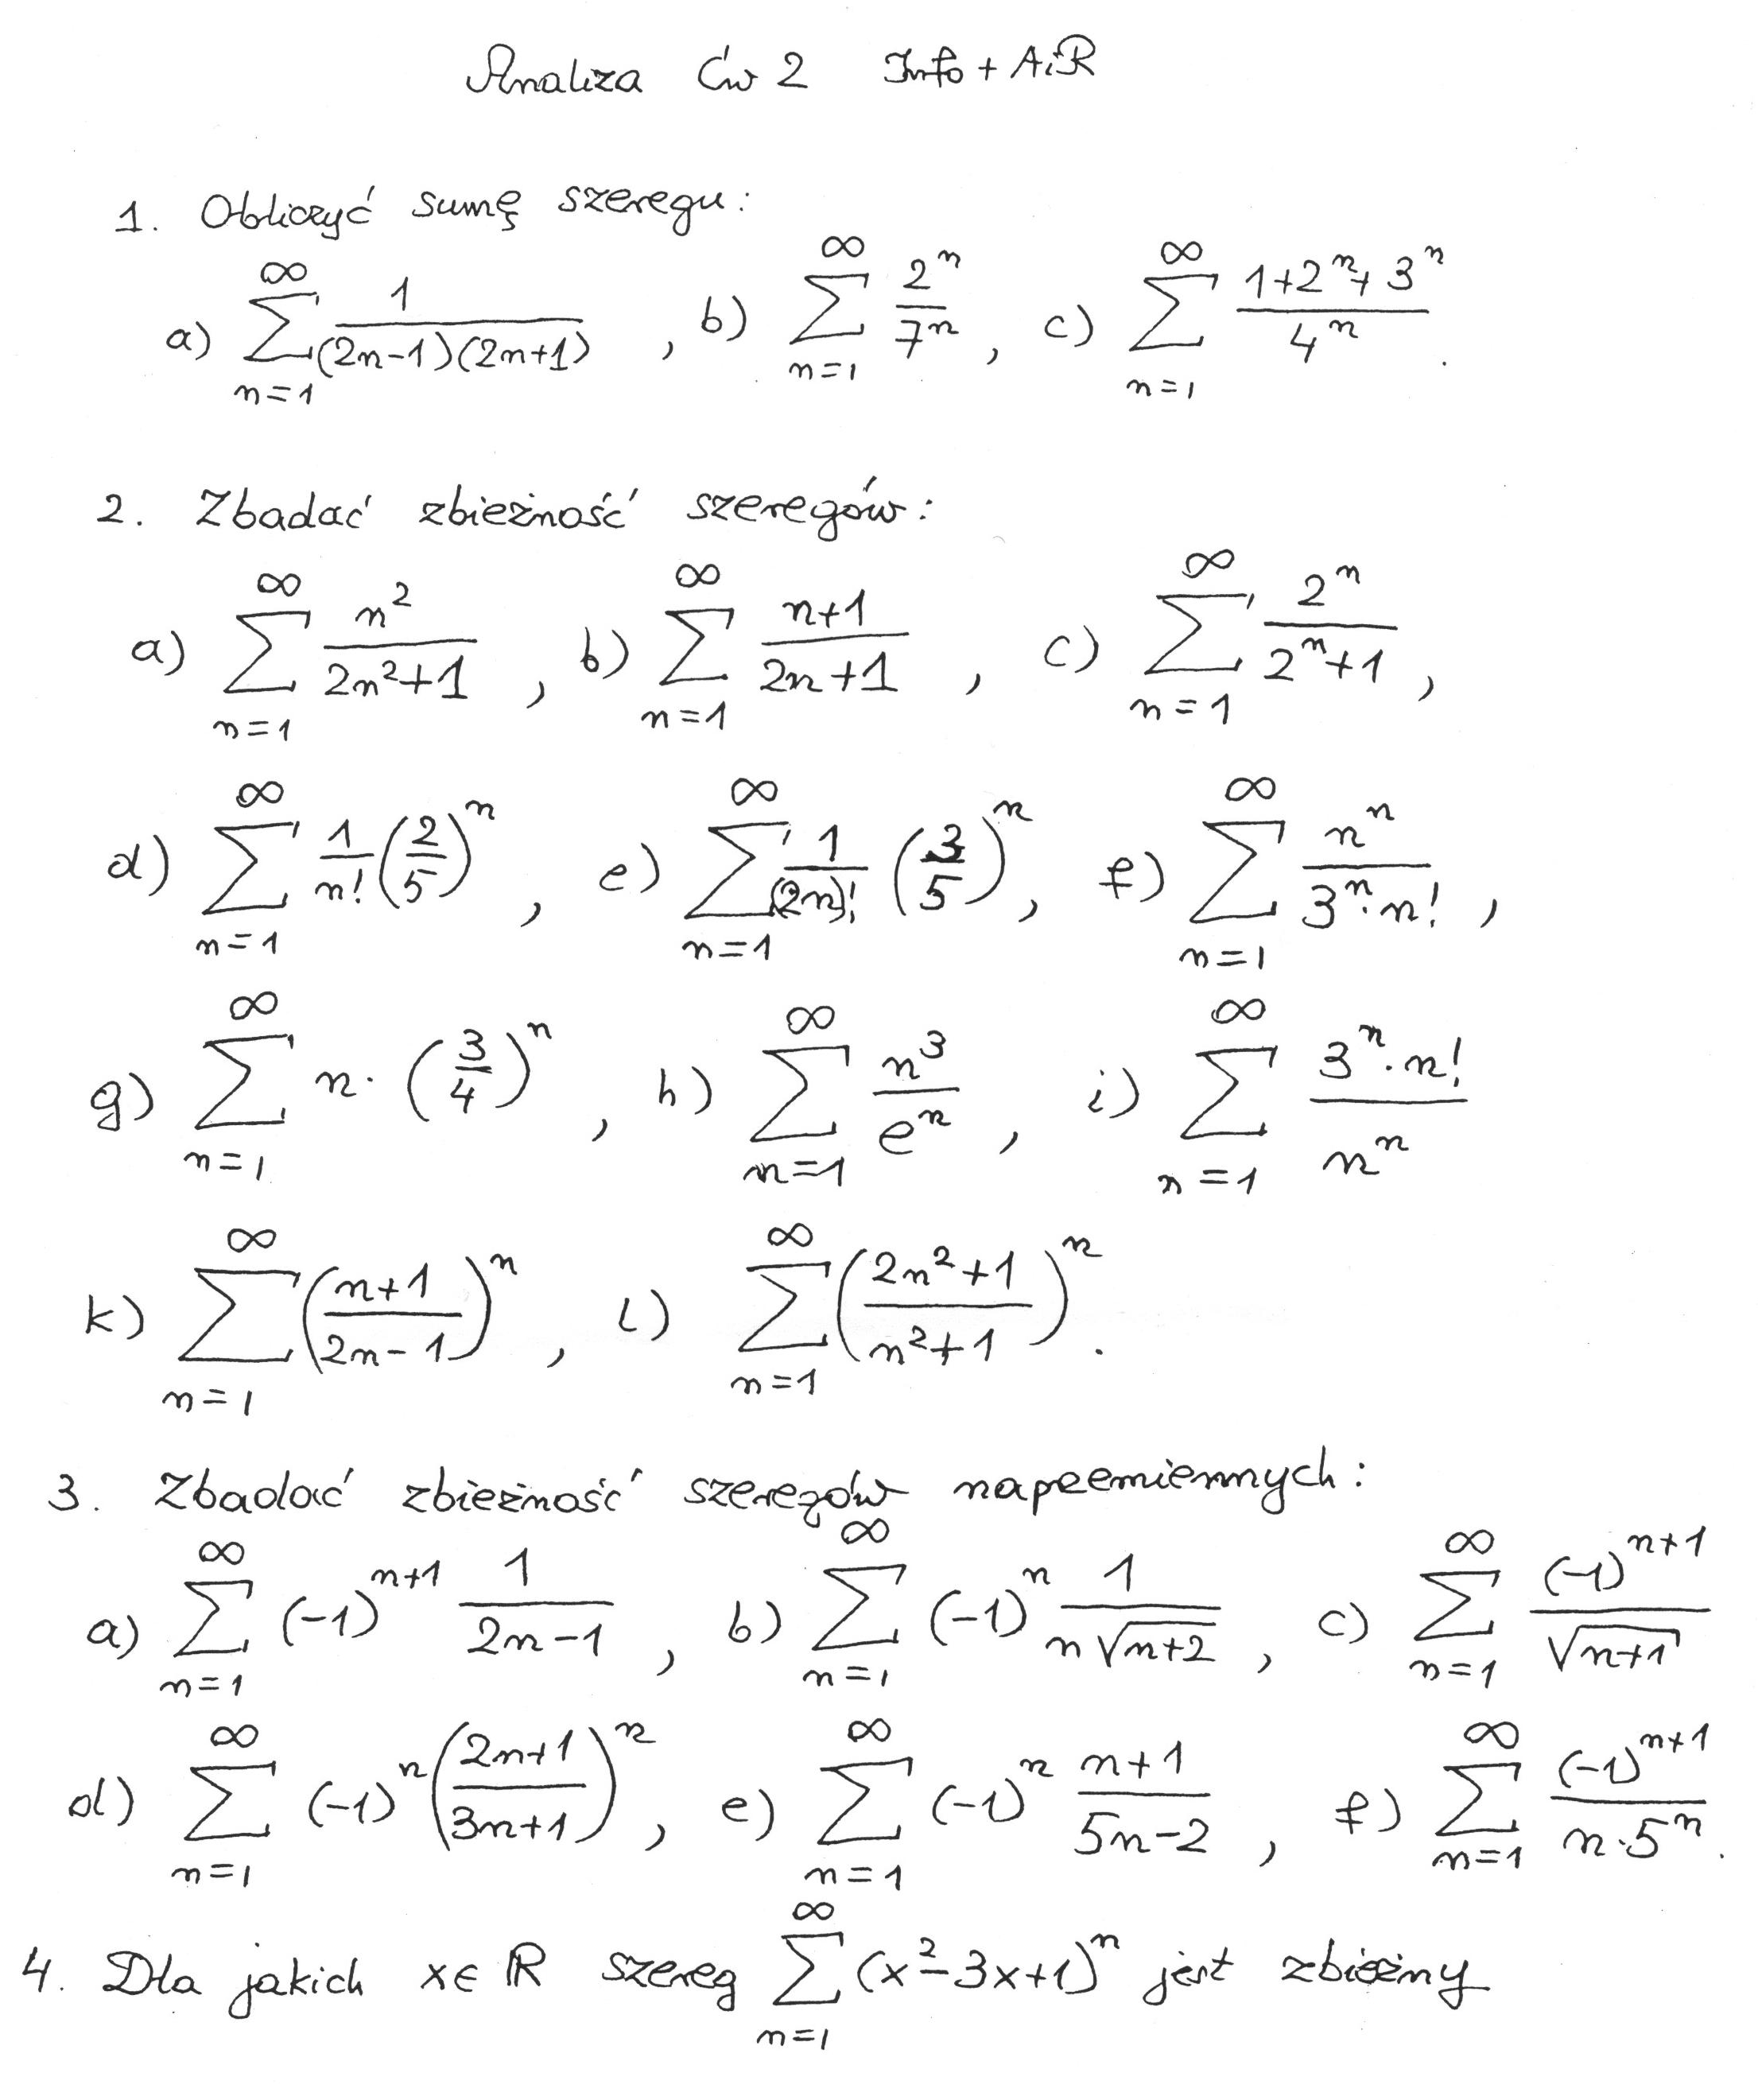 Analiza Ćw 2 Info + AiR
1. Obliczyć sumę szeregu:
a) \sum_{n=1}^{\infty} \frac{1}{(2n-1)(2n+1)} , b) \sum_{n=1}^{\infty} \frac{2^n}{7^n} , c) \sum_{n=1}^{\infty} \frac{1+2^n+3^n}{4^n} .
2. Zbadać zbieżność szeregów:
a) \sum_{n=1}^{\infty} \frac{n^2}{2n^2+1} , b) \sum_{n=1}^{\infty} \frac{n+1}{2n+1} , c) \sum_{n=1}^{\infty} \frac{2^n}{2^n+1} ,
d) \sum_{n=1}^{\infty} \frac{1}{n!} \left(\frac{2}{5}\right)^n , e) \sum_{n=1}^{\infty} \frac{1}{(2n)!} \left(\frac{3}{5}\right)^n , f) \sum_{n=1}^{\infty} \frac{n^n}{3^n \cdot n!} ,
g) \sum_{n=1}^{\infty} n \cdot \left(\frac{3}{4}\right)^n , h) \sum_{n=1}^{\infty} \frac{n^3}{e^n} , i) \sum_{n=1}^{\infty} \frac{3^n \cdot n!}{n^n}
k) \sum_{n=1}^{\infty} \left(\frac{n+1}{2n-1}\right)^n , l) \sum_{n=1}^{\infty} \left(\frac{2n^2+1}{n^2+1}\right)^n .
3. Zbadać zbieżność szeregów naprzemiennych:
a) \sum_{n=1}^{\infty} (-1)^{n+1} \frac{1}{2n-1} , b) \sum_{n=1}^{\infty} (-1)^n \frac{1}{n\sqrt{n+2}} , c) \sum_{n=1}^{\infty} \frac{(-1)^{n+1}}{\sqrt{n+1}}
d) \sum_{n=1}^{\infty} (-1)^n \left(\frac{2n+1}{3n+1}\right)^n , e) \sum_{n=1}^{\infty} (-1)^n \frac{n+1}{5n-2} , f) \sum_{n=1}^{\infty} \frac{(-1)^{n+1}}{n \cdot 5^n} .
4. Dla jakich x∈ℝ szereg \sum_{n=1}^{\infty} (x^2-3x+1)^n jest zbieżny